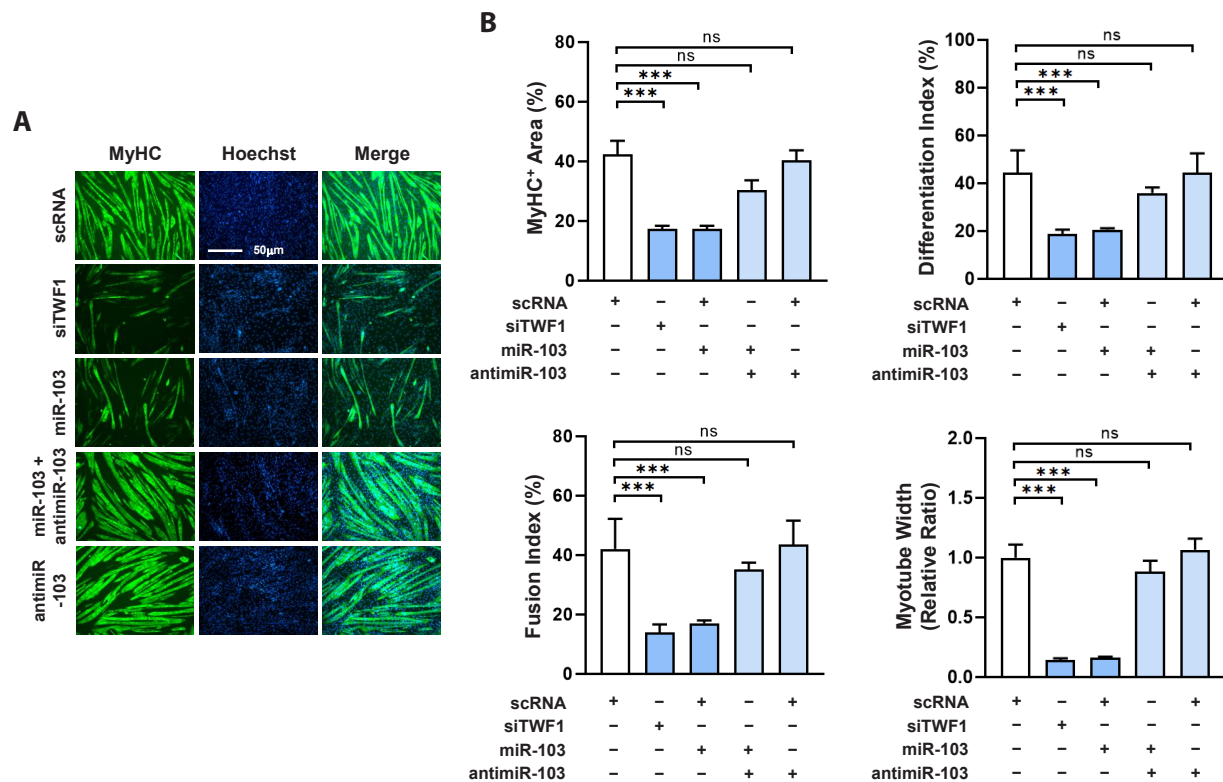 A
MyHC Hoechst Merge
scRNA
50μm
siTWF1
miR-103
miR-103 +
antimiR-103
antimiR
-103
B
MyHC⁺ Area (%)
80
60
40
20
0
ns
ns
***
***
scRNA + − + − +
siTWF1 − + − − −
miR-103 − − + + −
antimiR-103 − − − + +
Differentiation Index (%)
100
80
60
40
20
0
ns
ns
***
***
scRNA + − + − +
siTWF1 − + − − −
miR-103 − − + + −
antimiR-103 − − − + +
Fusion Index (%)
80
60
40
20
0
ns
ns
***
***
scRNA + − + − +
siTWF1 − + − − −
miR-103 − − + + −
antimiR-103 − − − + +
Myotube Width
(Relative Ratio)
2.0
1.5
1.0
0.5
0.0
ns
ns
***
***
scRNA + − + − +
siTWF1 − + − − −
miR-103 − − + + −
antimiR-103 − − − + +